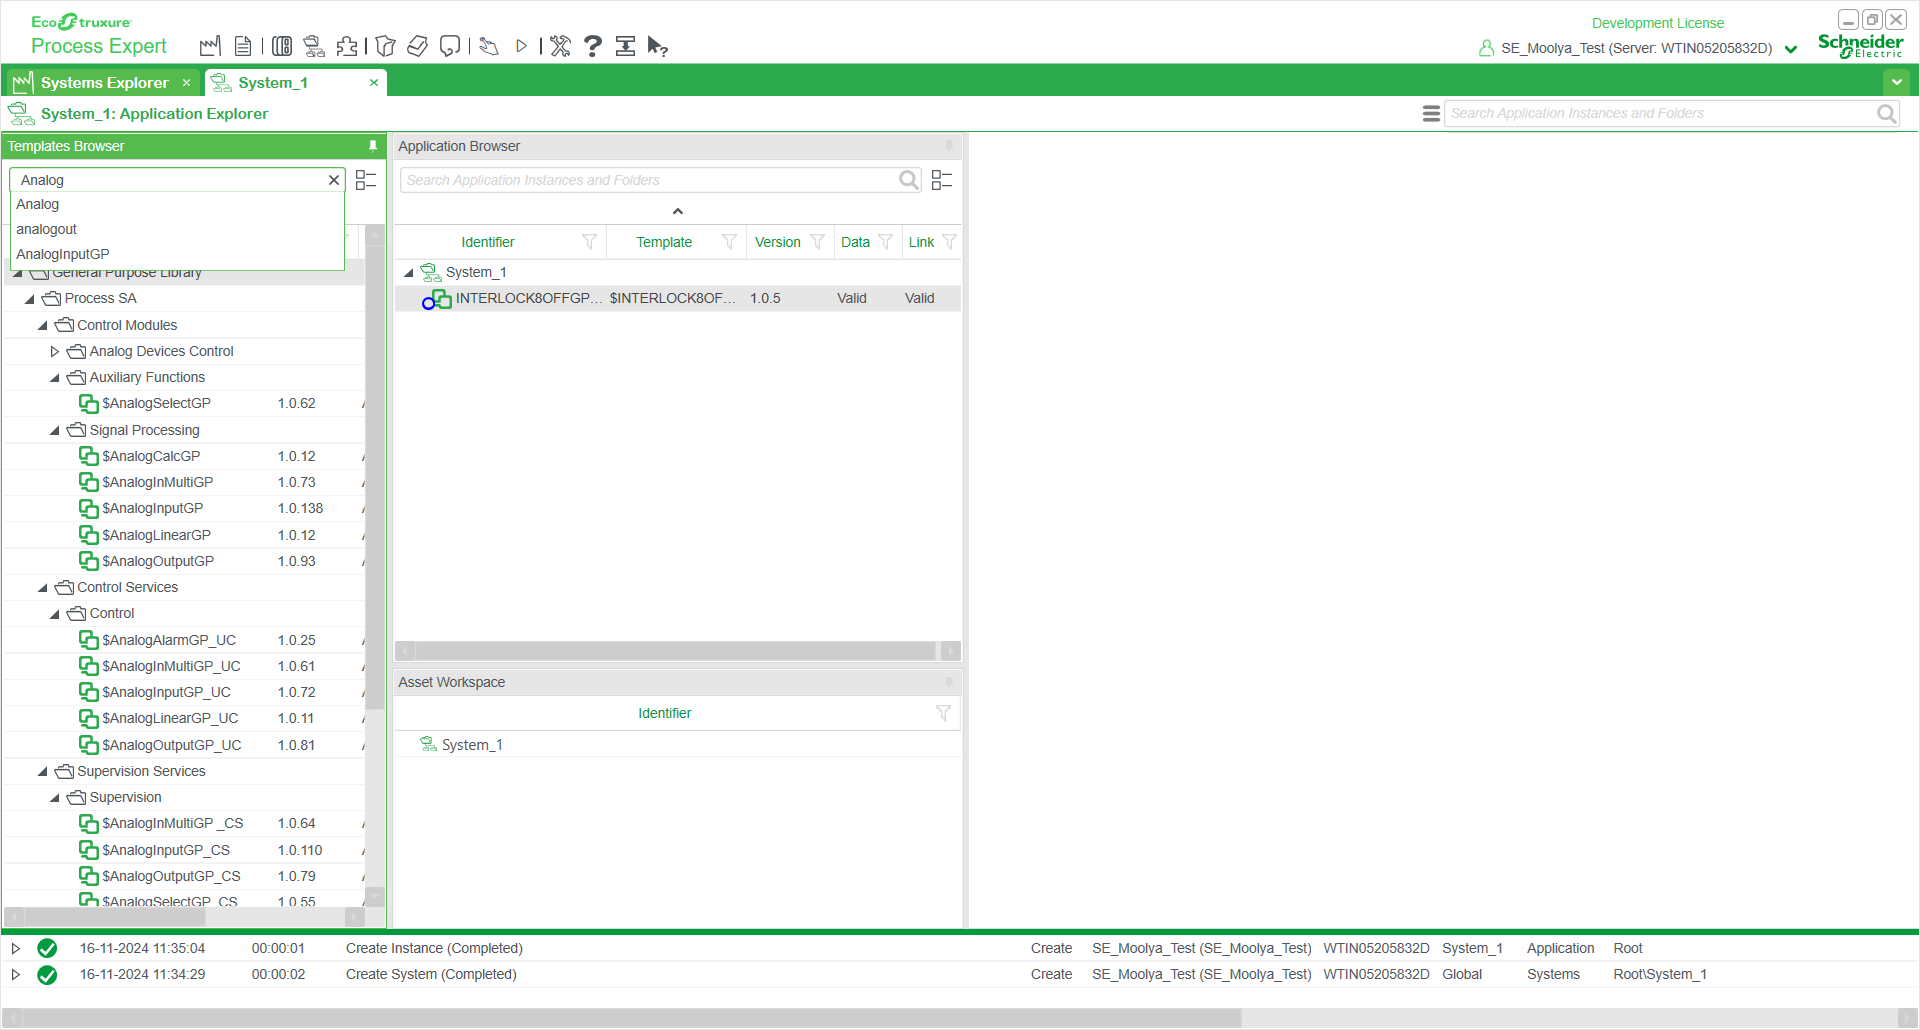 EcoStruxure
Process Expert
Development License
SE_Moolya_Test (Server: WTIN05205832D)
Schneider
Electric
Systems Explorer
System_1
System_1: Application Explorer
Search Application Instances and Folders
Templates Browser
Analog
Analog
analogout
AnalogInputGP
General Purpose Library
Process SA
Control Modules
Analog Devices Control
Auxiliary Functions
$AnalogSelectGP 1.0.62
Signal Processing
$AnalogCalcGP 1.0.12
$AnalogInMultiGP 1.0.73
$AnalogInputGP 1.0.138
$AnalogLinearGP 1.0.12
$AnalogOutputGP 1.0.93
Control Services
Control
$AnalogAlarmGP_UC 1.0.25
$AnalogInMultiGP_UC 1.0.61
$AnalogInputGP_UC 1.0.72
$AnalogLinearGP_UC 1.0.11
$AnalogOutputGP_UC 1.0.81
Supervision Services
Supervision
$AnalogInMultiGP _CS 1.0.64
$AnalogInputGP_CS 1.0.110
$AnalogOutputGP_CS 1.0.79
$AnalogSelectGP_CS 1.0.55
Application Browser
Search Application Instances and Folders
Identifier Template Version Data Link
System_1
INTERLOCK8OFFGP... $INTERLOCK8OF... 1.0.5 Valid Valid
Asset Workspace
Identifier
System_1
16-11-2024 11:35:04 00:00:01 Create Instance (Completed) Create SE_Moolya_Test (SE_Moolya_Test) WTIN05205832D System_1 Application Root
16-11-2024 11:34:29 00:00:02 Create System (Completed) Create SE_Moolya_Test (SE_Moolya_Test) WTIN05205832D Global Systems Root\System_1